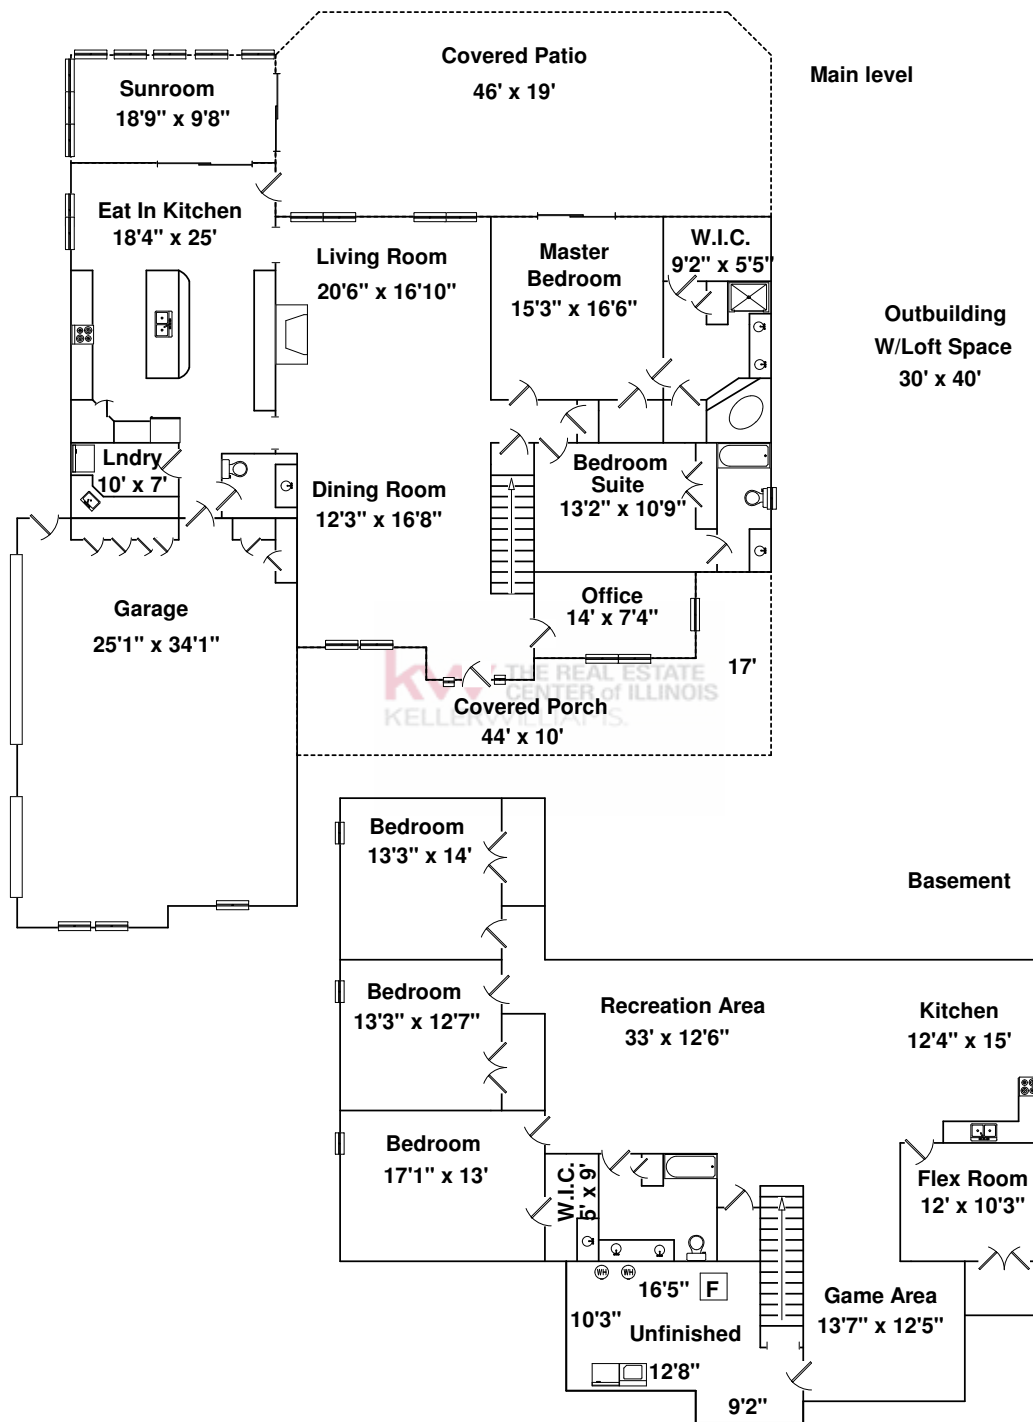 Covered Patio
46' x 19'
Main level
Sunroom
18'9" x 9'8"
Eat In Kitchen
18'4" x 25'
Living Room
20'6" x 16'10"
Master
Bedroom
15'3" x 16'6"
W.I.C.
9'2" x 5'5"
Outbuilding
W/Loft Space
30' x 40'
Lndry
10' x 7'
Dining Room
12'3" x 16'8"
Bedroom
Suite
13'2" x 10'9"
Office
14' x 7'4"
Garage
25'1" x 34'1"
17'
kw THE REAL ESTATE
CENTER of ILLINOIS
KELLERWILLIAMS.
Covered Porch
44' x 10'
Bedroom
13'3" x 14'
Basement
Bedroom
13'3" x 12'7"
Recreation Area
33' x 12'6"
Kitchen
12'4" x 15'
Bedroom
17'1" x 13'
W.I.C.
5' x 9'
Flex Room
12' x 10'3"
WH
WH
16'5"
F
10'3"
Unfinished
12'8"
9'2"
Game Area
13'7" x 12'5"